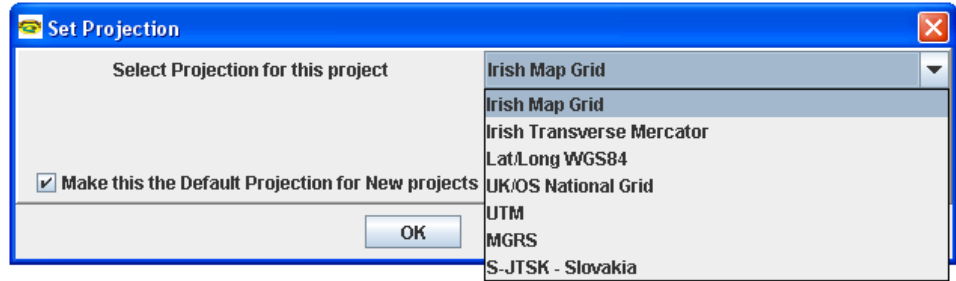 Set Projection
Select Projection for this project
Irish Map Grid
Irish Map Grid
Irish Transverse Mercator
Lat/Long WGS84
Make this the Default Projection for New projects
UK/OS National Grid
UTM
OK
MGRS
S-JTSK - Slovakia